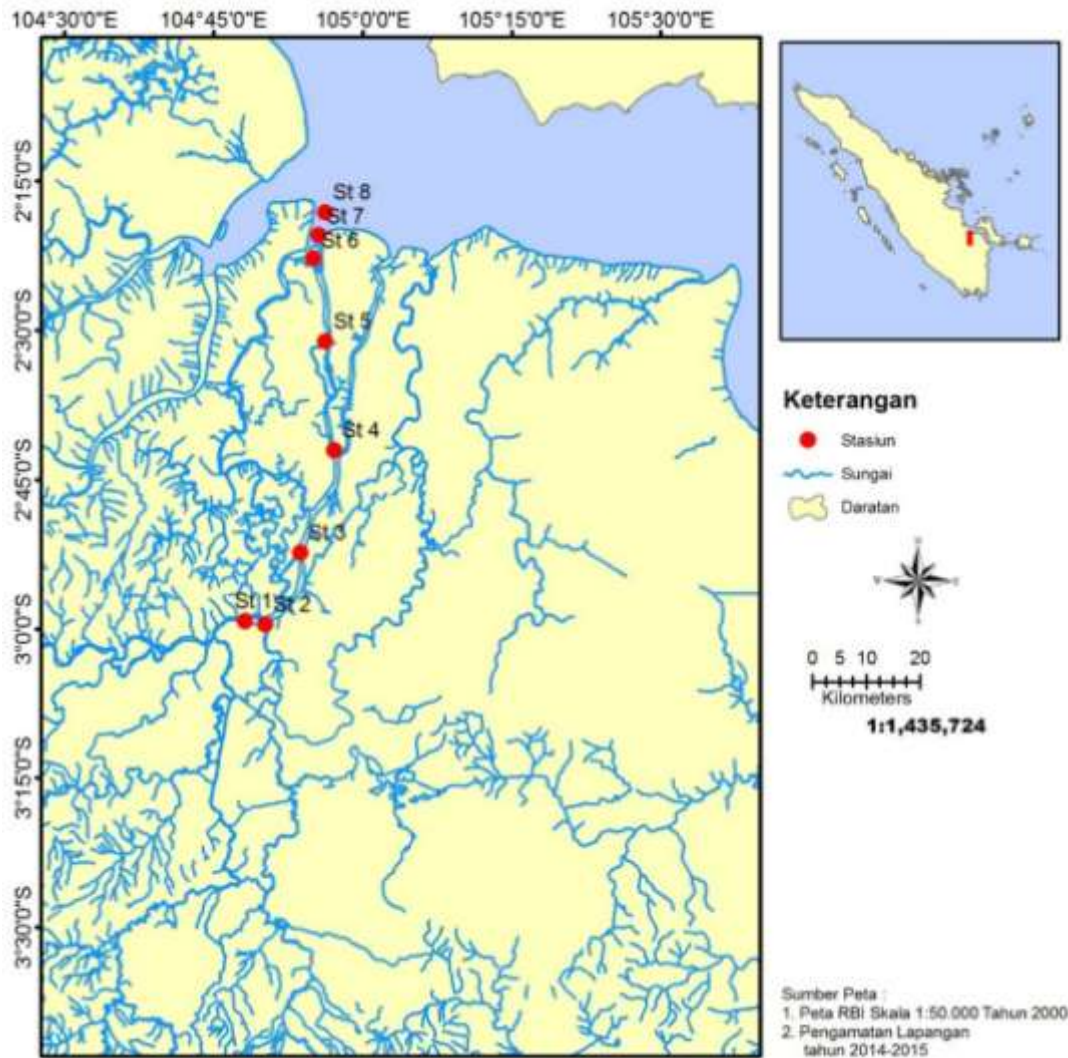 104°30'0"E 104°45'0"E 105°0'0"E 105°15'0"E 105°30'0"E
2°15'0"S
2°30'0"S
2°45'0"S
3°0'0"S
3°15'0"S
3°30'0"S
St 8
St 7
St 6
St 5
St 4
St 3
St 1
St 2
Keterangan
Stasiun
Sungai
Daratan
0 5 10 20
Kilometers
1:1,435,724
Sumber Peta :
1. Peta RBI Skala 1:50.000 Tahun 2000
2. Pengamatan Lapangan
tahun 2014-2015